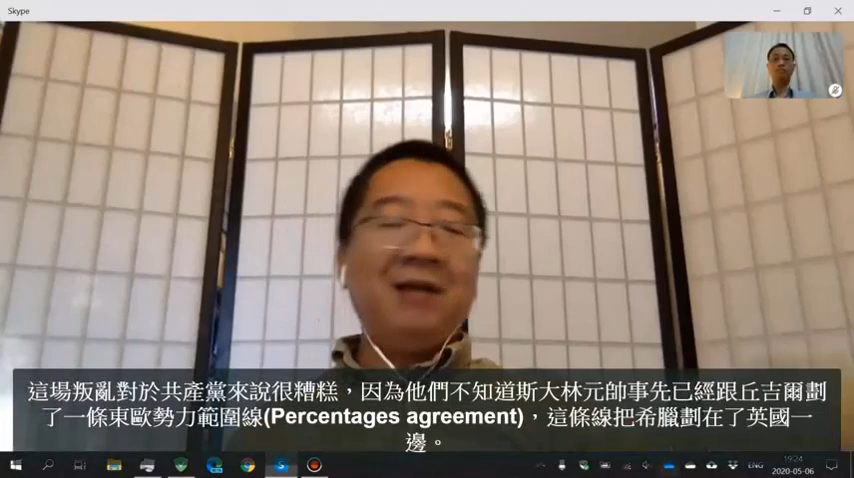 Skype
這場叛亂對於共產黨來說很糟糕，因為他們不知道斯大林元帥事先已經跟丘吉爾劃
了一條東歐勢力範圍線(Percentages agreement)，這條線把希臘劃在了英國一
邊。
ENG
19:24
2020-05-06